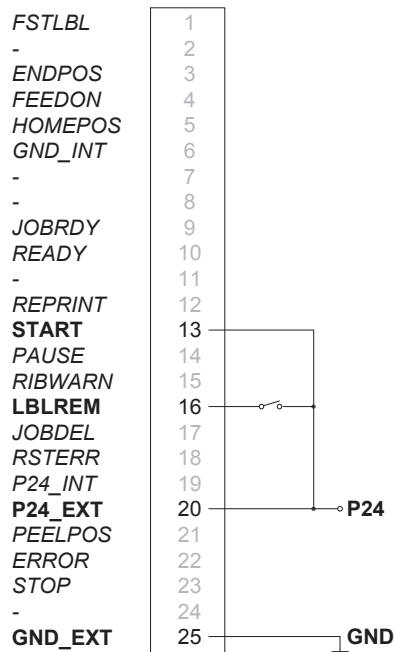 FSTLBL 1
- 2
ENDPOS 3
FEEDON 4
HOMEPOS 5
GND_INT 6
- 7
- 8
JOBRDY 9
READY 10
- 11
REPRINT 12
START 13
PAUSE 14
RIBWARN 15
LBLREM 16
JOBDEL 17
RSTERR 18
P24_INT 19
P24_EXT 20 P24
PEELPOS 21
ERROR 22
STOP 23
- 24
GND_EXT 25 GND